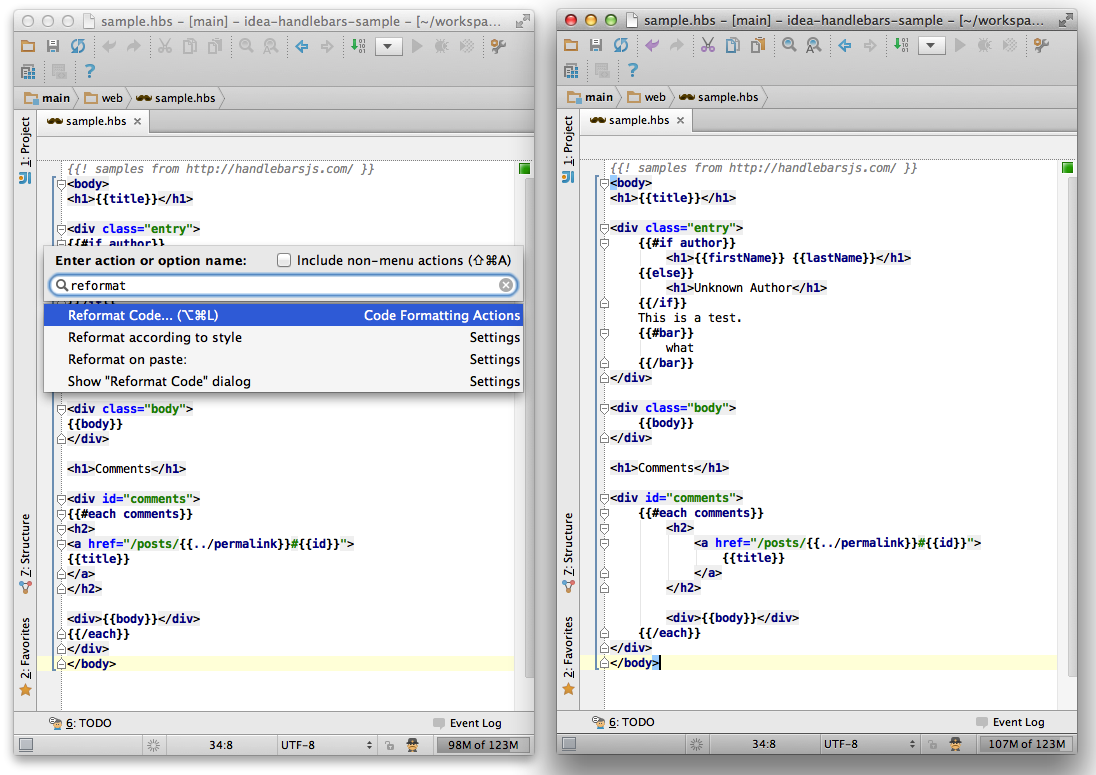 sample.hbs – [main] – idea-handlebars-sample – [~/workspa...
?
main
web
sample.hbs
sample.hbs
1: Project
7: Structure
2: Favorites
{{! samples from http://handlebarsjs.com/ }}
<body>
<h1>{{title}}</h1>
<div class="entry">
{{#if author}}
Enter action or option name:
Include non-menu actions (⇧⌘A)
reformat
Reformat Code... (⌥⌘L) Code Formatting Actions
Reformat according to style Settings
Reformat on paste: Settings
Show "Reformat Code" dialog Settings
<div class="body">
{{body}}
</div>
<h1>Comments</h1>
<div id="comments">
{{#each comments}}
<h2>
<a href="/posts/{{../permalink}}#{{id}}">
{{title}}
</a>
</h2>
<div>{{body}}</div>
{{/each}}
</div>
</body>
6: TODO
Event Log
34:8
UTF-8
98M of 123M
sample.hbs – [main] – idea-handlebars-sample – [~/workspa...
?
main
web
sample.hbs
sample.hbs
1: Project
7: Structure
2: Favorites
{{! samples from http://handlebarsjs.com/ }}
<body>
<h1>{{title}}</h1>
<div class="entry">
{{#if author}}
<h1>{{firstName}} {{lastName}}</h1>
{{else}}
<h1>Unknown Author</h1>
{{/if}}
This is a test.
{{#bar}}
what
{{/bar}}
</div>
<div class="body">
{{body}}
</div>
<h1>Comments</h1>
<div id="comments">
{{#each comments}}
<h2>
<a href="/posts/{{../permalink}}#{{id}}">
{{title}}
</a>
</h2>
<div>{{body}}</div>
{{/each}}
</div>
</body>
6: TODO
Event Log
34:8
UTF-8
107M of 123M